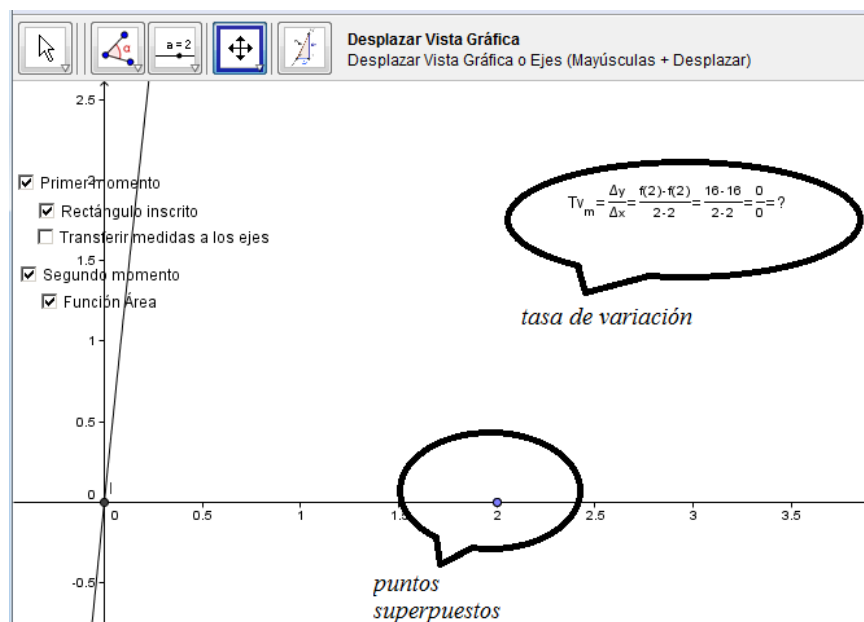 a = 2
Desplazar Vista Gráfica
Desplazar Vista Gráfica o Ejes (Mayúsculas + Desplazar)
2.5
2
Primer momento
Rectángulo inscrito
Transferir medidas a los ejes
1.5
Segundo momento
Función Área
1
0.5
0
Tv_m = Δy/Δx = f(2)-f(2)/2-2 = 16-16/2-2 = 0/0 = ?
tasa de variación
0 0.5 1 1.5 2 2.5 3 3.5
-0.5
puntos
superpuestos